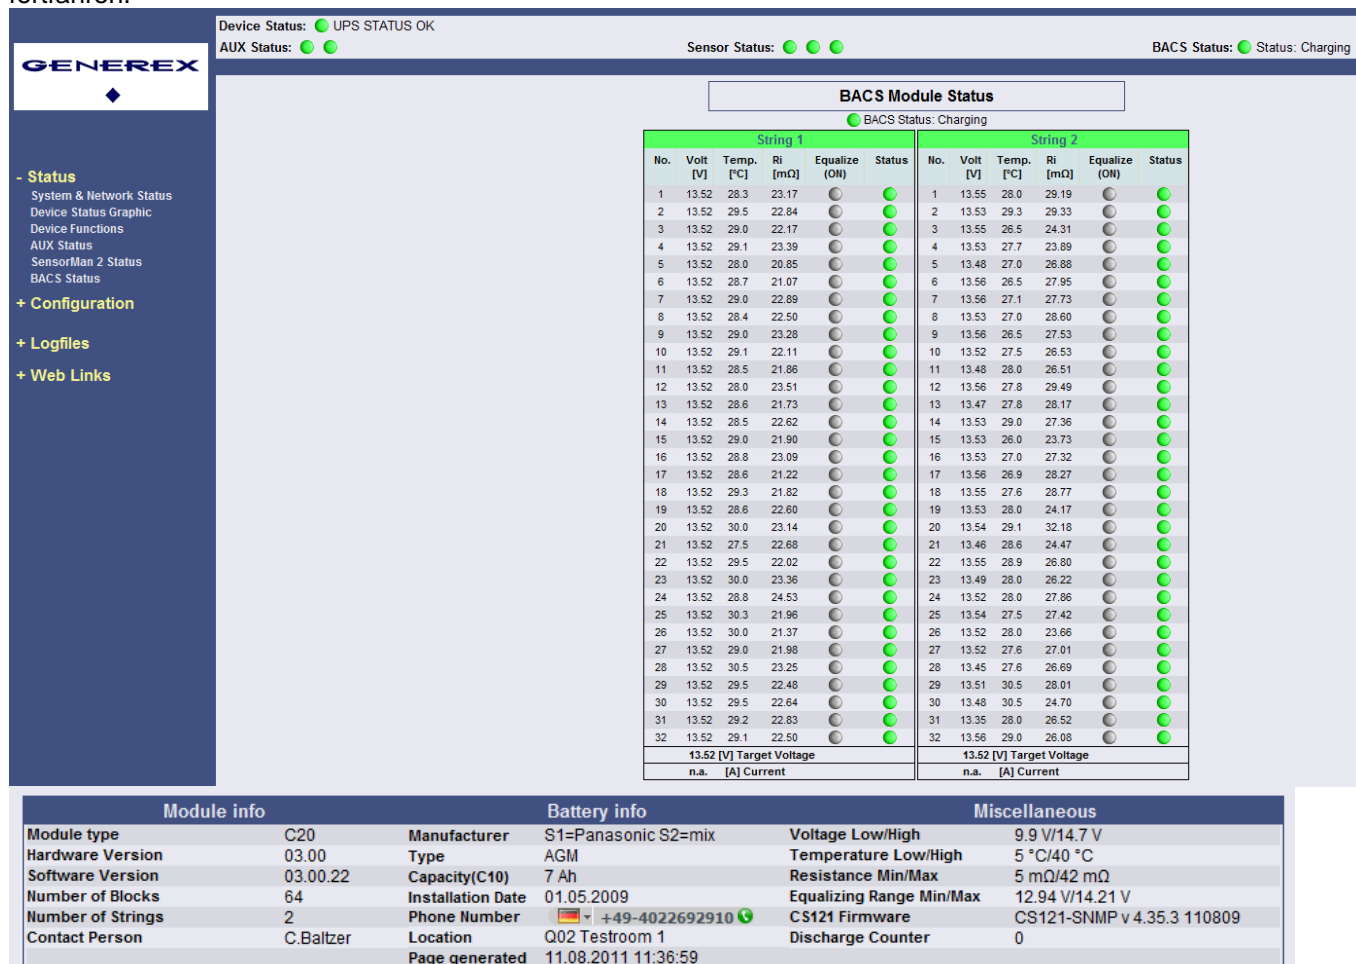 fortfahren.
Device Status: UPS STATUS OK
AUX Status: Sensor Status: BACS Status: Status: Charging
GENEREX
- Status
System & Network Status
Device Status Graphic
Device Functions
AUX Status
SensorMan 2 Status
BACS Status
+ Configuration
+ Logfiles
+ Web Links
BACS Module Status
BACS Status: Charging
String 1 String 2
No. Volt [V] Temp. [°C] Ri [mΩ] Equalize (ON) Status No. Volt [V] Temp. [°C] Ri [mΩ] Equalize (ON) Status
1 13.52 28.3 23.17 1 13.55 28.0 29.19
2 13.52 29.5 22.84 2 13.53 29.3 29.33
3 13.52 29.0 22.17 3 13.55 26.5 24.31
4 13.52 29.1 23.39 4 13.53 27.7 23.89
5 13.52 28.0 20.85 5 13.48 27.0 26.88
6 13.52 28.7 21.07 6 13.56 26.5 27.95
7 13.52 29.0 22.89 7 13.56 27.1 27.73
8 13.52 28.4 22.50 8 13.53 27.0 28.60
9 13.52 29.0 23.28 9 13.56 26.5 27.53
10 13.52 29.1 22.11 10 13.52 27.5 26.53
11 13.52 28.5 21.86 11 13.48 28.0 26.51
12 13.52 28.0 23.51 12 13.56 27.8 29.49
13 13.52 28.6 21.73 13 13.47 27.8 28.17
14 13.52 28.5 22.62 14 13.53 29.0 27.36
15 13.52 29.0 21.90 15 13.53 26.0 23.73
16 13.52 28.8 23.09 16 13.53 27.0 27.32
17 13.52 28.6 21.22 17 13.56 26.9 28.27
18 13.52 29.3 21.82 18 13.55 27.6 28.77
19 13.52 28.6 22.60 19 13.53 28.0 24.17
20 13.52 30.0 23.14 20 13.54 29.1 32.18
21 13.52 27.5 22.68 21 13.46 28.6 24.47
22 13.52 29.5 22.02 22 13.55 28.9 26.80
23 13.52 30.0 23.36 23 13.49 28.0 26.22
24 13.52 28.8 24.53 24 13.52 28.0 27.86
25 13.52 30.3 21.96 25 13.54 27.5 27.42
26 13.52 30.0 21.37 26 13.52 28.0 23.66
27 13.52 29.0 21.98 27 13.52 27.6 27.01
28 13.52 30.5 23.25 28 13.45 27.6 26.69
29 13.52 29.5 22.48 29 13.51 30.5 28.01
30 13.52 29.5 22.64 30 13.48 30.5 24.70
31 13.52 29.2 22.83 31 13.35 28.0 26.52
32 13.52 29.1 22.50 32 13.56 29.0 26.08
13.52 [V] Target Voltage 13.52 [V] Target Voltage
n.a. [A] Current n.a. [A] Current
Module info Battery info Miscellaneous
Module type C20 Manufacturer S1=Panasonic S2=mix Voltage Low/High 9.9 V/14.7 V
Hardware Version 03.00 Type AGM Temperature Low/High 5 °C/40 °C
Software Version 03.00.22 Capacity(C10) 7 Ah Resistance Min/Max 5 mΩ/42 mΩ
Number of Blocks 64 Installation Date 01.05.2009 Equalizing Range Min/Max 12.94 V/14.21 V
Number of Strings 2 Phone Number +49-4022692910 CS121 Firmware CS121-SNMP v 4.35.3 110809
Contact Person C.Baltzer Location Q02 Testroom 1 Discharge Counter 0
Page generated 11.08.2011 11:36:59